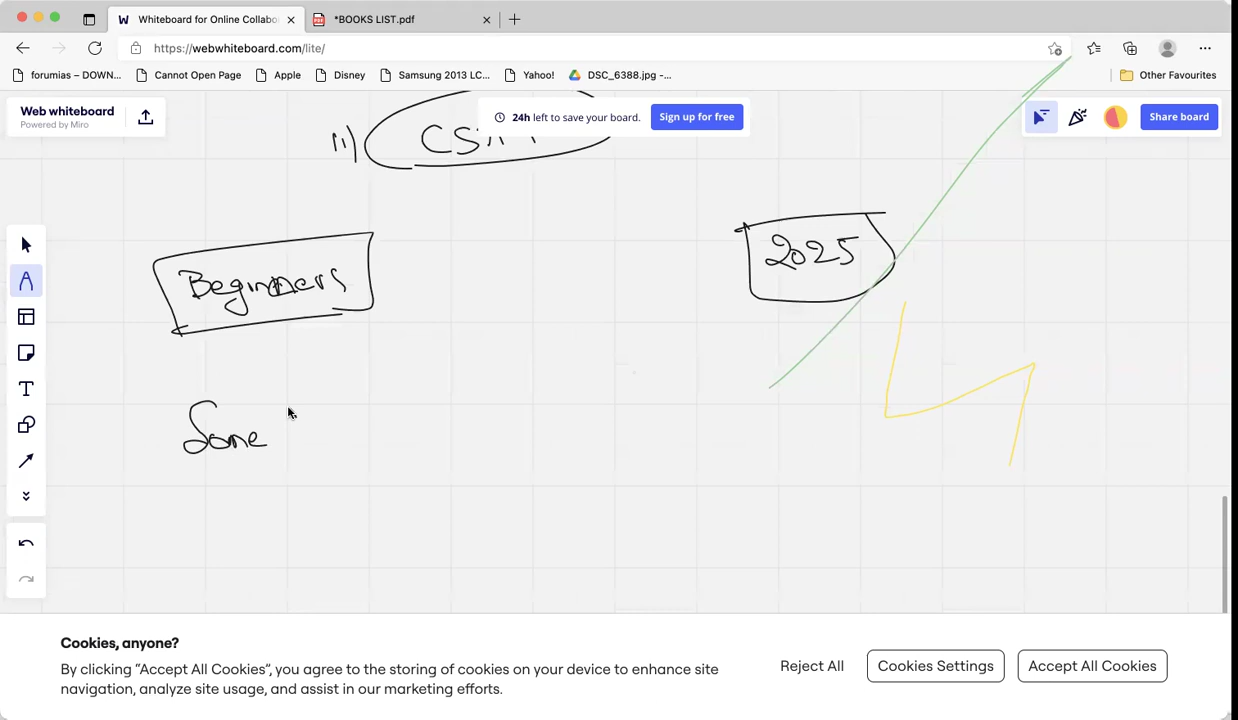 Whiteboard for Online Collabo
*BOOKS LIST.pdf
https://webwhiteboard.com/lite/
forumias – DOWN...
Cannot Open Page
Apple
Disney
Samsung 2013 LC...
Yahoo!
DSC_6388.jpg -...
Other Favourites
Web whiteboard
Powered by Miro
24h left to save your board.
Sign up for free
Share board
2025
Beginners
Some
Cookies, anyone?
By clicking “Accept All Cookies”, you agree to the storing of cookies on your device to enhance site
navigation, analyze site usage, and assist in our marketing efforts.
Reject All
Cookies Settings
Accept All Cookies